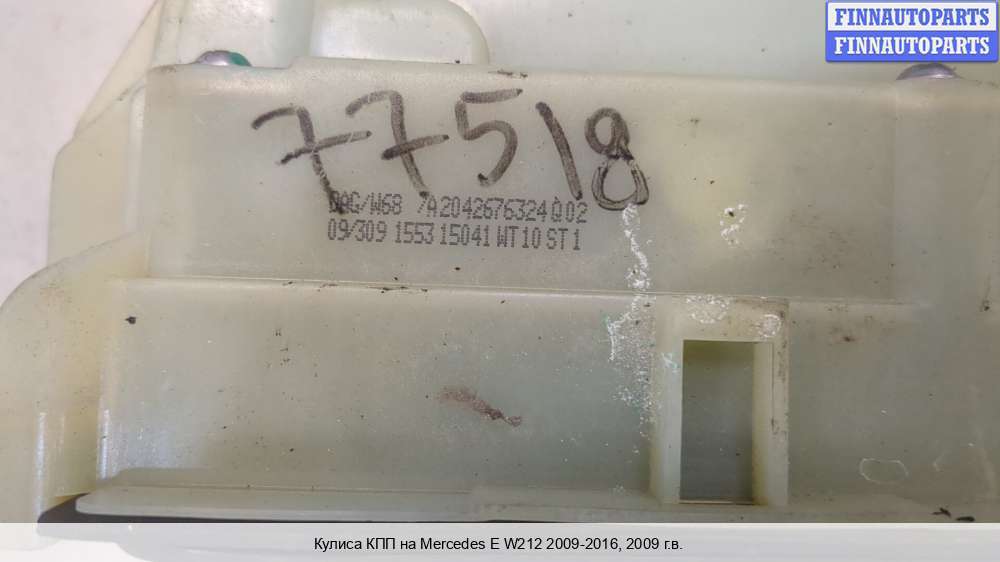 FINNAUTOPARTS
FINNAUTOPARTS
77518
DAG/W68 7A2042676324Q02
09/309 1553 15041 WT10 ST1
Кулиса КПП на Mercedes E W212 2009-2016, 2009 г.в.